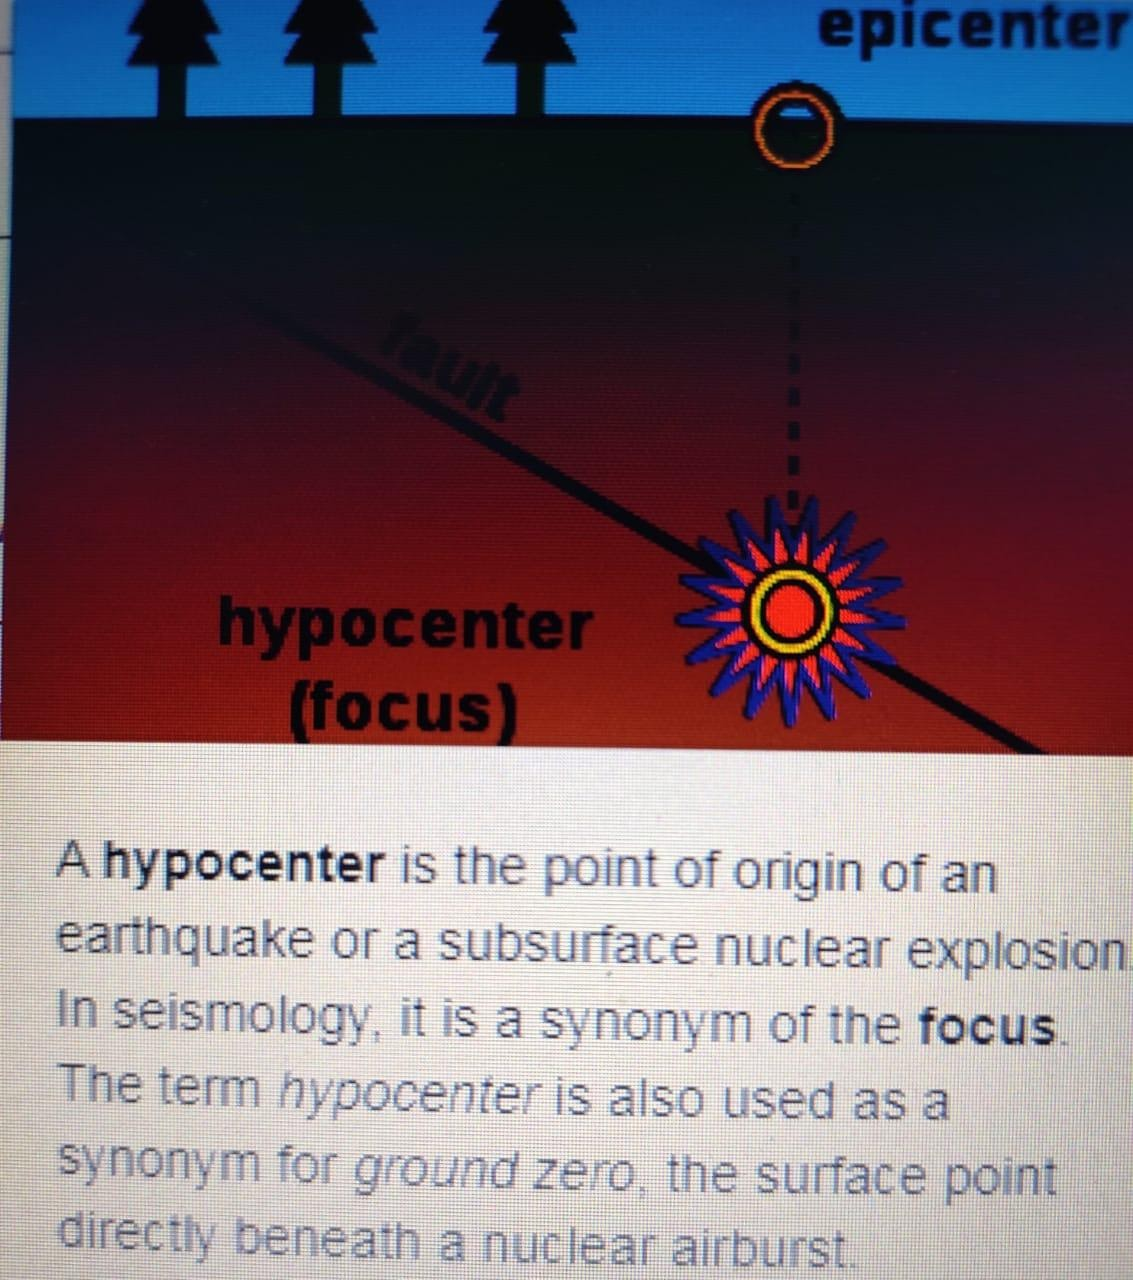 epicenter
fault
hypocenter
(focus)
A hypocenter is the point of origin of an
earthquake or a subsurface nuclear explosion.
In seismology, it is a synonym of the focus.
The term hypocenter is also used as a
synonym for ground zero, the surface point
directly beneath a nuclear airburst.